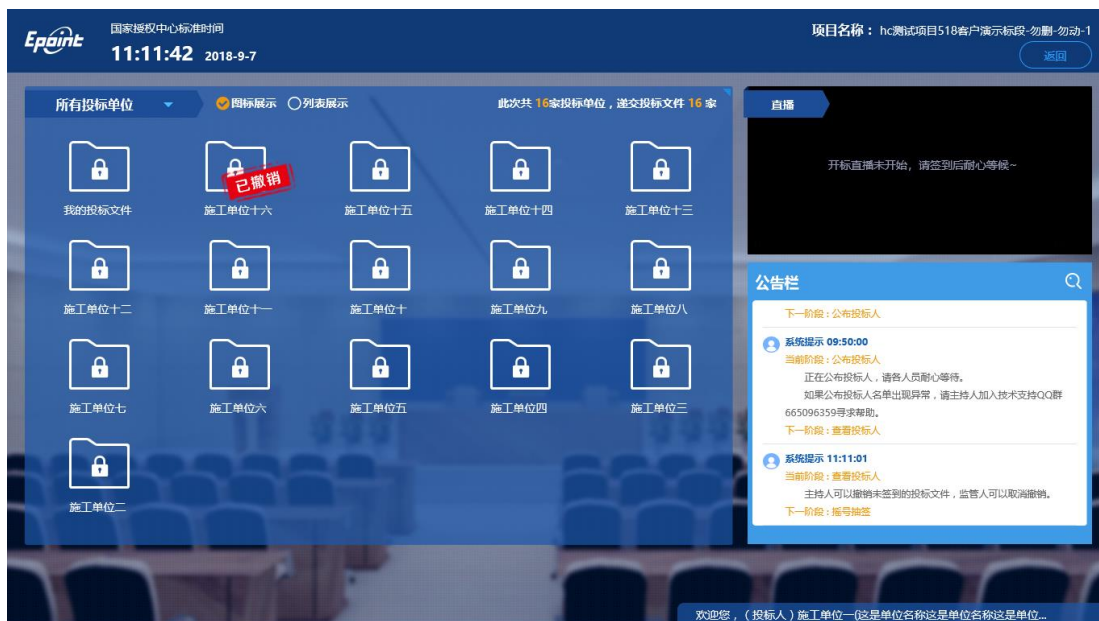 Epoint
国家授权中心标准时间
11:11:42 2018-9-7
项目名称：hc测试项目518客户演示标段-勿删-勿动-1
返回
所有投标单位
图标展示 列表展示
此次共 16家投标单位，递交投标文件 16 家
我的投标文件
已撤销
施工单位十六
施工单位十五
施工单位十四
施工单位十三
施工单位十二
施工单位十一
施工单位十
施工单位九
施工单位八
施工单位七
施工单位六
施工单位五
施工单位四
施工单位三
施工单位二
直播
开标直播未开始，请签到后耐心等候~
公告栏
下一阶段：公布投标人
系统提示 09:50:00
当前阶段：公布投标人
正在公布投标人，请各人员耐心等待。
如果公布投标人名单出现异常，请主持人加入技术支持QQ群
665096359寻求帮助。
下一阶段：查看投标人
系统提示 11:11:01
当前阶段：查看投标人
主持人可以撤销未签到的投标文件，监管人可以取消撤销。
下一阶段：摇号抽签
欢迎您，（投标人）施工单位一(这是单位名称这是单位名称这是单位...